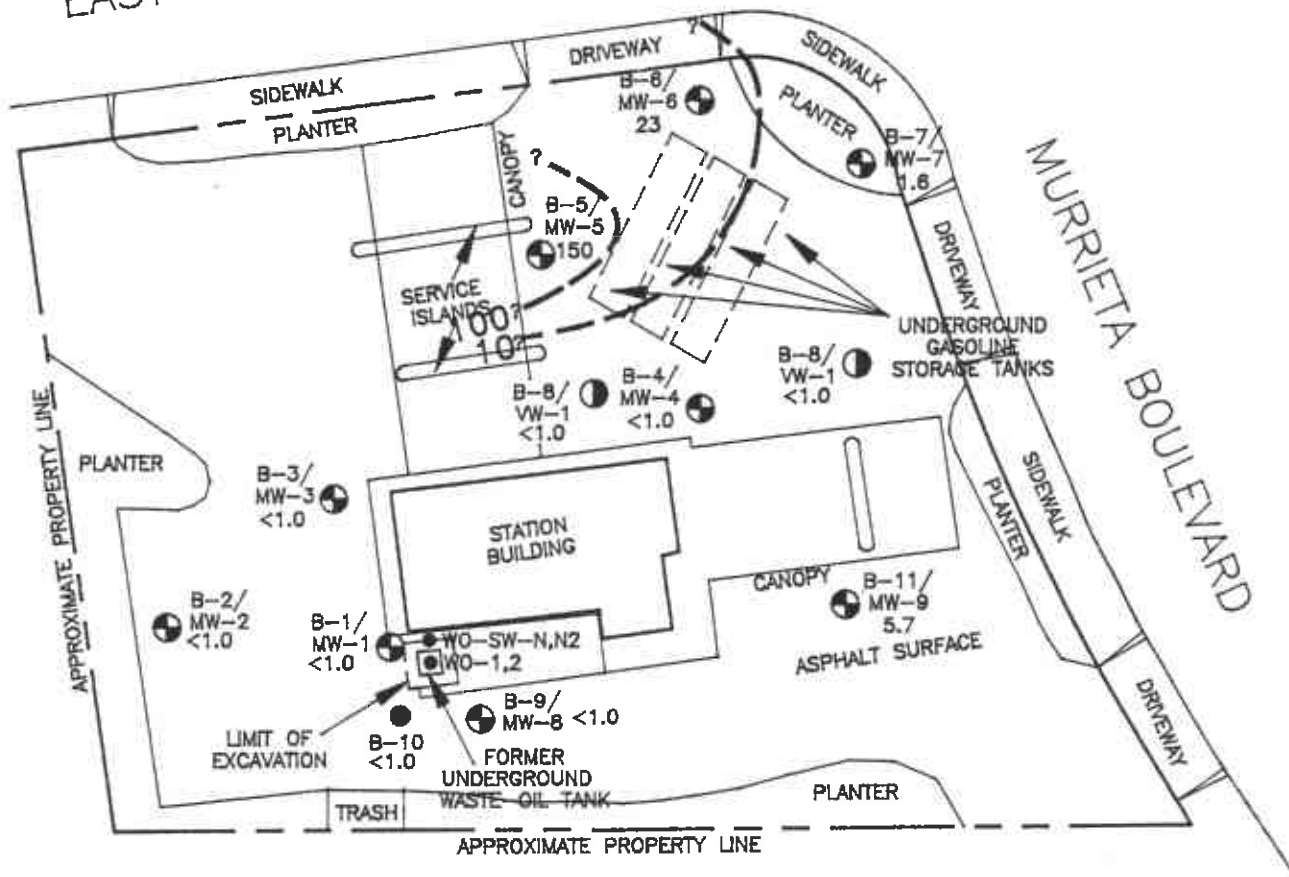 EAST
DRIVEWAY
SIDEWALK
SIDEWALK
PLANTER
?
B-6/
MW-6
23
PLANTER
B-7/
MW-7
1.6
MURRIETA BOULEVARD
CANOPY
?
B-5/
MW-5
150
DRIVEWAY
SERVICE
ISLANDS
100?
10?
UNDERGROUND
GASOLINE
STORAGE TANKS
B-8/
VW-1
<1.0
B-4/
MW-4
<1.0
B-8/
VW-1
<1.0
APPROXIMATE PROPERTY LINE
PLANTER
B-3/
MW-3
<1.0
STATION
BUILDING
SIDEWALK
PLANTER
CANOPY
B-11/
MW-9
5.7
ASPHALT SURFACE
B-2/
MW-2
<1.0
B-1/
MW-1
<1.0
WO-SW-N,N2
WO-1,2
B-9/
MW-8 <1.0
LIMIT OF
EXCAVATION
B-10
<1.0
FORMER
UNDERGROUND
WASTE OIL TANK
DRIVEWAY
TRASH
PLANTER
APPROXIMATE PROPERTY LINE